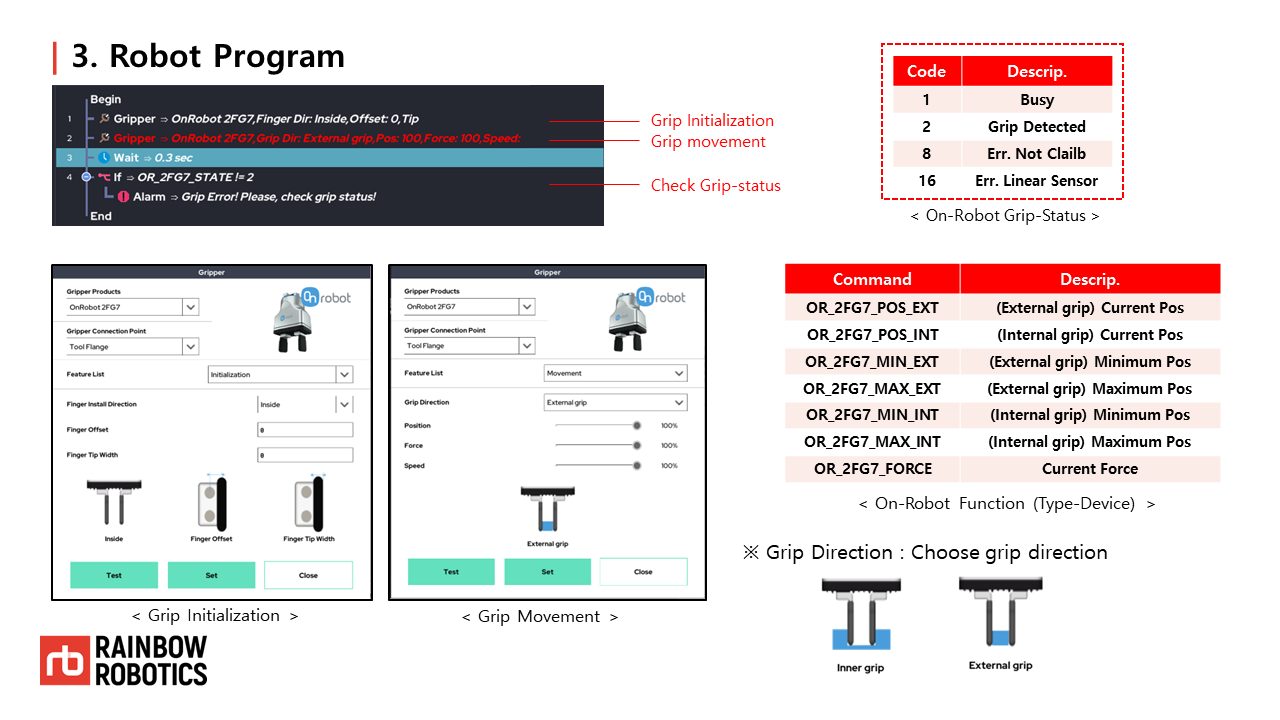 3. Robot Program
Begin
1 Gripper ⇒ OnRobot 2FG7,Finger Dir: Inside,Offset: 0,Tip
2 Gripper ⇒ OnRobot 2FG7,Grip Dir: External grip,Pos: 100,Force: 100,Speed:
3 Wait ⇒ 0.3 sec
4 If ⇒ OR_2FG7_STATE != 2
Alarm ⇒ Grip Error! Please, check grip status!
End
Grip Initialization
Grip movement
Check Grip-status
Code Descrip.
1 Busy
2 Grip Detected
8 Err. Not Clailb
16 Err. Linear Sensor
< On-Robot Grip-Status >
Gripper
Gripper Products
OnRobot 2FG7
OnRobot
Gripper Connection Point
Tool Flange
Feature List Initialization
Finger Install Direction Inside
Finger Offset 0
Finger Tip Width 0
Inside Finger Offset Finger Tip Width
Test Set Close
< Grip Initialization >
Gripper
Gripper Products
OnRobot 2FG7
OnRobot
Gripper Connection Point
Tool Flange
Feature List Movement
Grip Direction External grip
Position 100%
Force 100%
Speed 100%
External grip
Test Set Close
< Grip Movement >
Command Descrip.
OR_2FG7_POS_EXT (External grip) Current Pos
OR_2FG7_POS_INT (Internal grip) Current Pos
OR_2FG7_MIN_EXT (External grip) Minimum Pos
OR_2FG7_MAX_EXT (External grip) Maximum Pos
OR_2FG7_MIN_INT (Internal grip) Minimum Pos
OR_2FG7_MAX_INT (Internal grip) Maximum Pos
OR_2FG7_FORCE Current Force
< On-Robot Function (Type-Device) >
※ Grip Direction : Choose grip direction
Inner grip External grip
rb RAINBOW
ROBOTICS